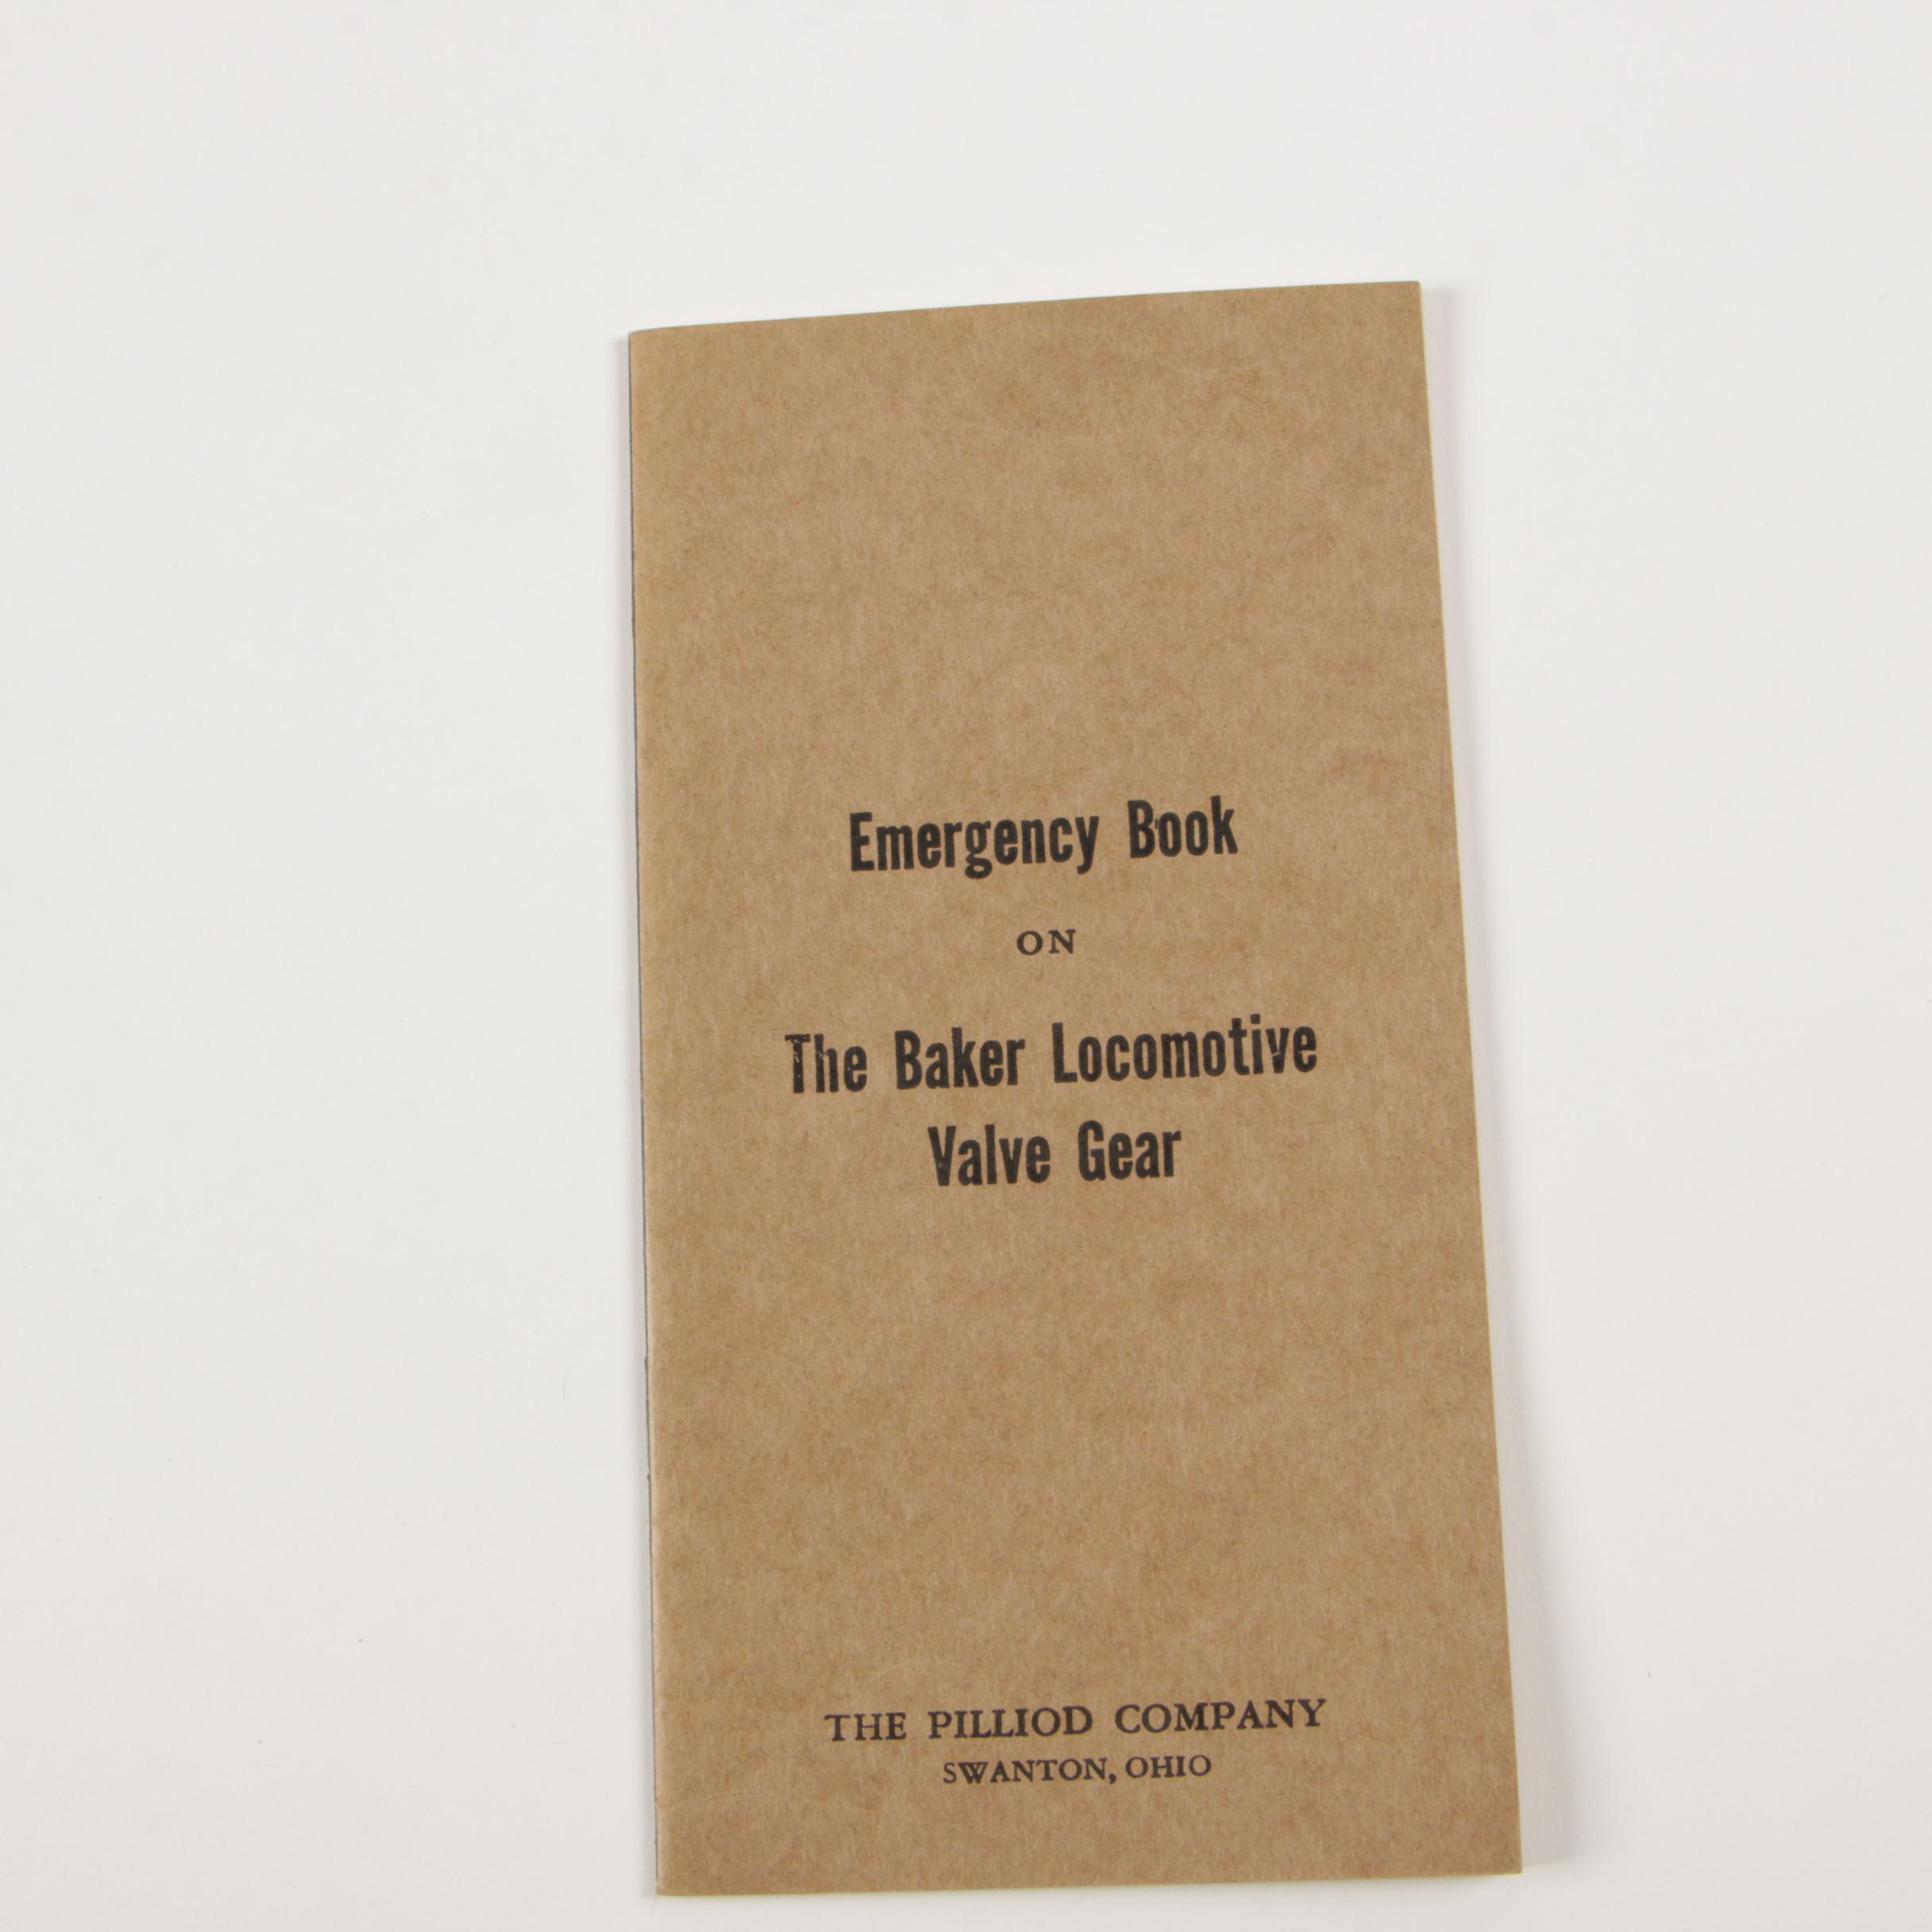 Emergency Book
ON
The Baker Locomotive
Valve Gear
THE PILLIOD COMPANY
SWANTON, OHIO